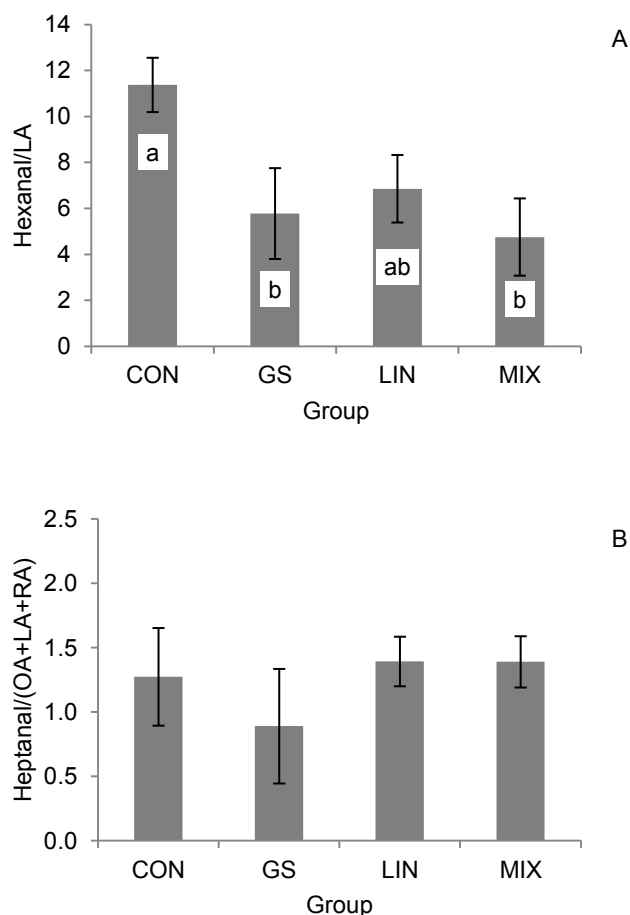 A
Hexanal/LA
14
12
10
8
6
4
2
0
a
b
ab
b
CON GS LIN MIX
Group
B
Heptanal/(OA+LA+RA)
2.5
2.0
1.5
1.0
0.5
0.0
CON GS LIN MIX
Group